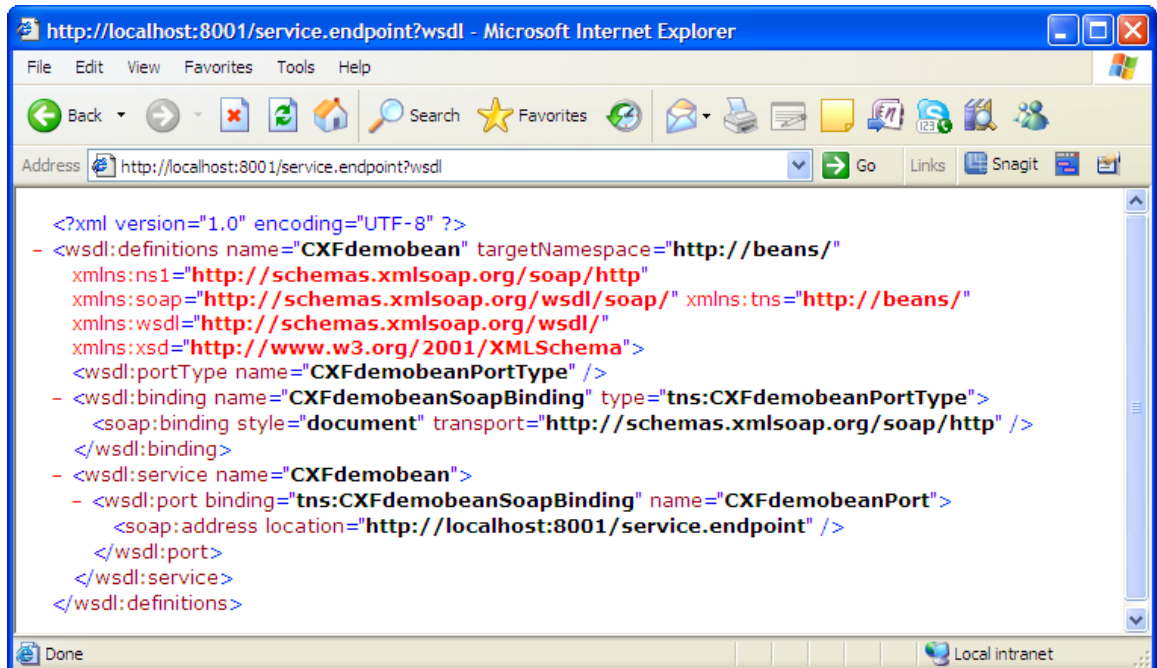 http://localhost:8001/service.endpoint?wsdl - Microsoft Internet Explorer
File Edit View Favorites Tools Help
Back Search Favorites
Address http://localhost:8001/service.endpoint?wsdl Go Links Snagit
<?xml version="1.0" encoding="UTF-8" ?>
- <wsdl:definitions name="CXFdemobean" targetNamespace="http://beans/"
xmlns:ns1="http://schemas.xmlsoap.org/soap/http"
xmlns:soap="http://schemas.xmlsoap.org/wsdl/soap/" xmlns:tns="http://beans/"
xmlns:wsdl="http://schemas.xmlsoap.org/wsdl/"
xmlns:xsd="http://www.w3.org/2001/XMLSchema">
<wsdl:portType name="CXFdemobeanPortType" />
- <wsdl:binding name="CXFdemobeanSoapBinding" type="tns:CXFdemobeanPortType">
<soap:binding style="document" transport="http://schemas.xmlsoap.org/soap/http" />
</wsdl:binding>
- <wsdl:service name="CXFdemobean">
- <wsdl:port binding="tns:CXFdemobeanSoapBinding" name="CXFdemobeanPort">
<soap:address location="http://localhost:8001/service.endpoint" />
</wsdl:port>
</wsdl:service>
</wsdl:definitions>
Done Local intranet